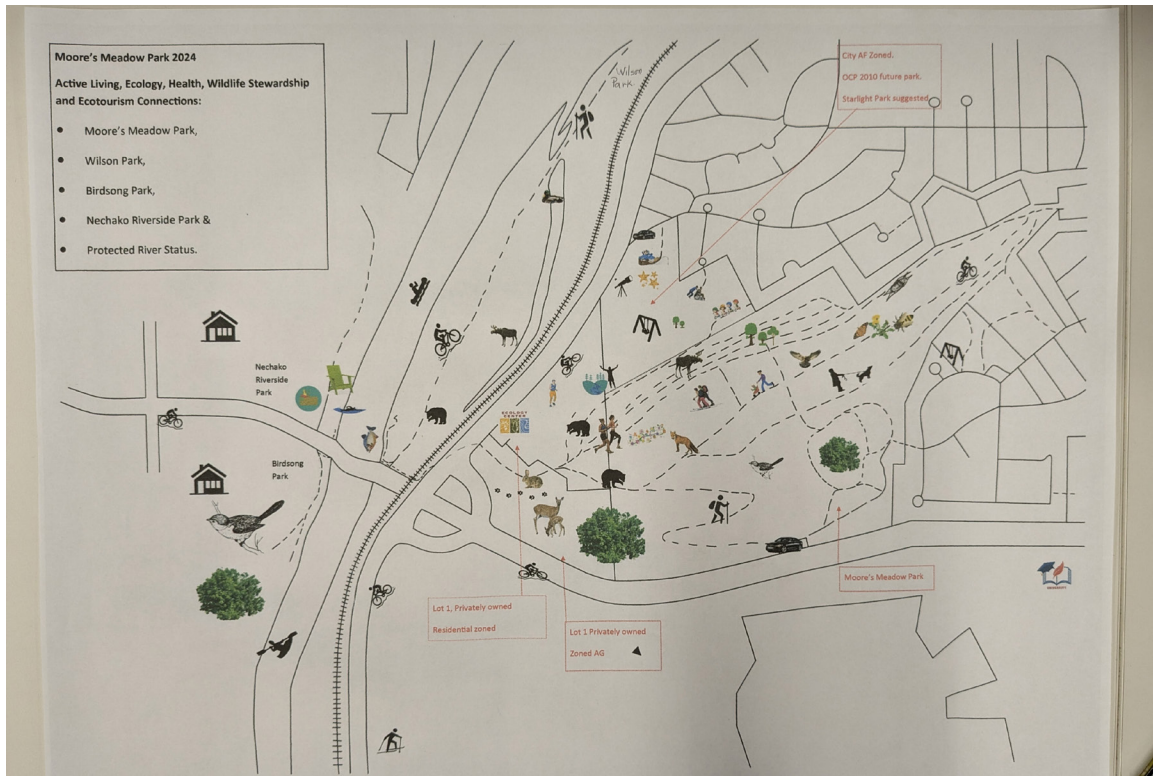 Moore's Meadow Park 2024
Active Living, Ecology, Health, Wildlife Stewardship
and Ecotourism Connections:
• Moore's Meadow Park,
• Wilson Park,
• Birdsong Park,
• Nechako Riverside Park &
• Protected River Status.
Wilson
Park
City AF Zoned.
OCP 2010 future park.
Starlight Park suggested
Nechako
Riverside
Park
ECOLOGY
CENTER
Birdsong
Park
Lot 1, Privately owned
Residential zoned
Lot 1 Privately owned
Zoned AG
Moore's Meadow Park